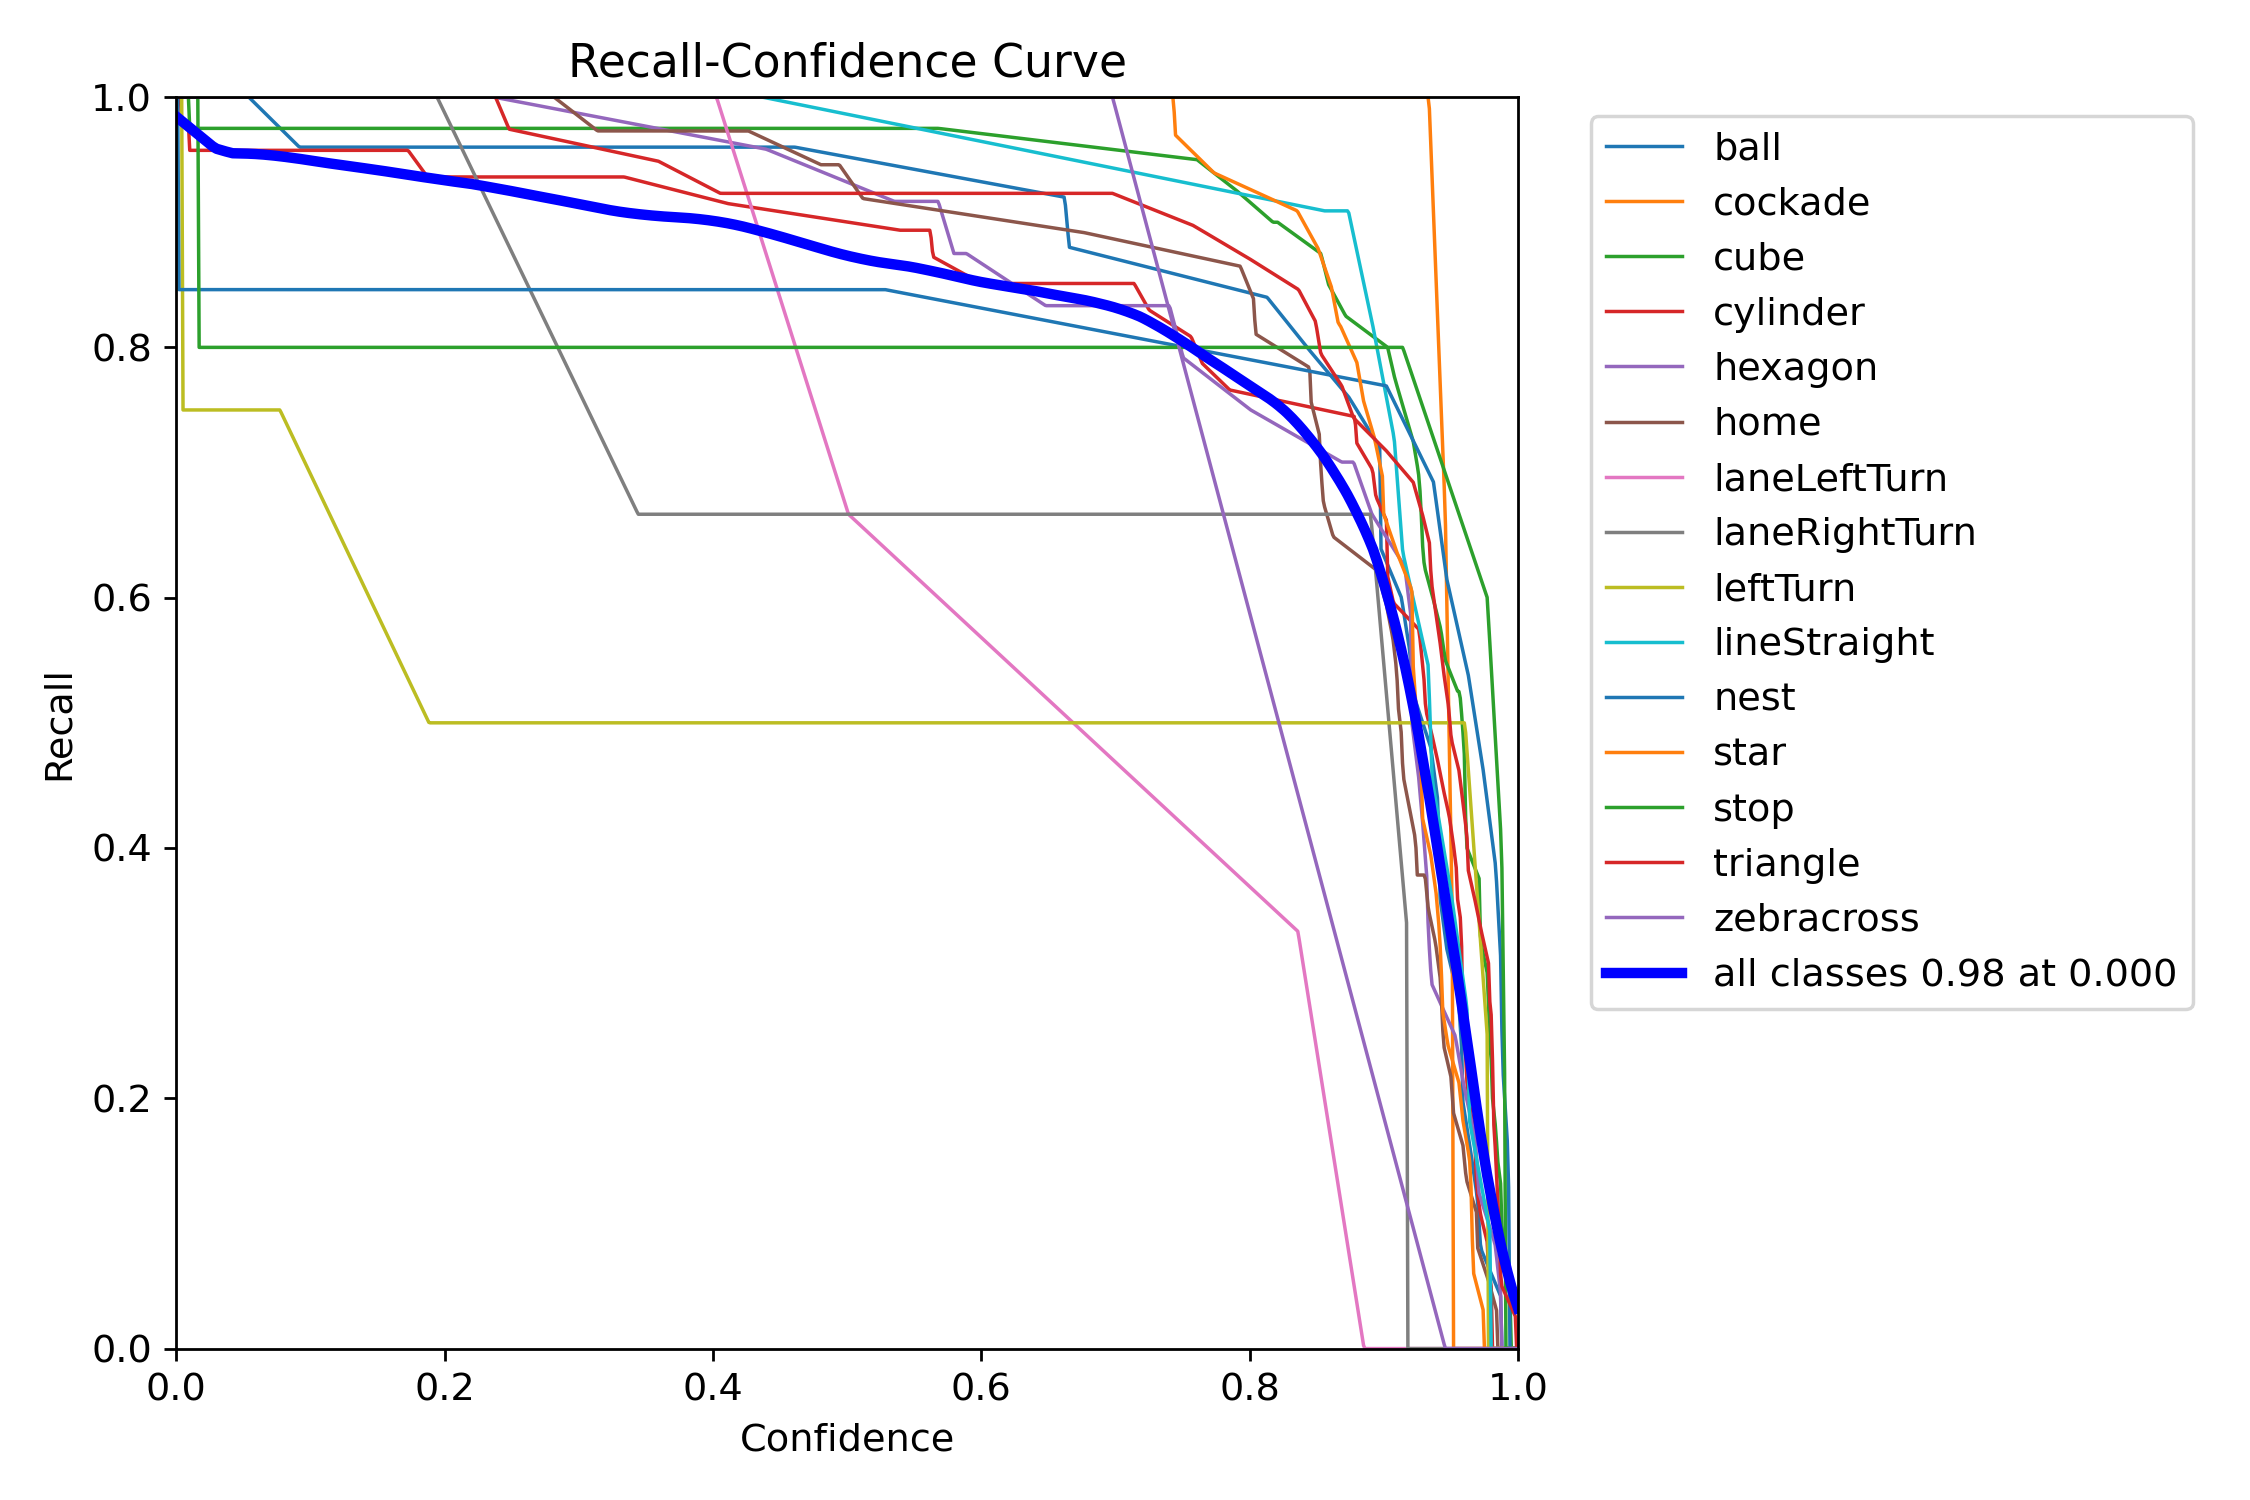 Recall-Confidence Curve
1.0
0.8
0.6
0.4
0.2
0.0
Recall
0.0 0.2 0.4 0.6 0.8 1.0
Confidence
ball
cockade
cube
cylinder
hexagon
home
laneLeftTurn
laneRightTurn
leftTurn
lineStraight
nest
star
stop
triangle
zebracross
all classes 0.98 at 0.000